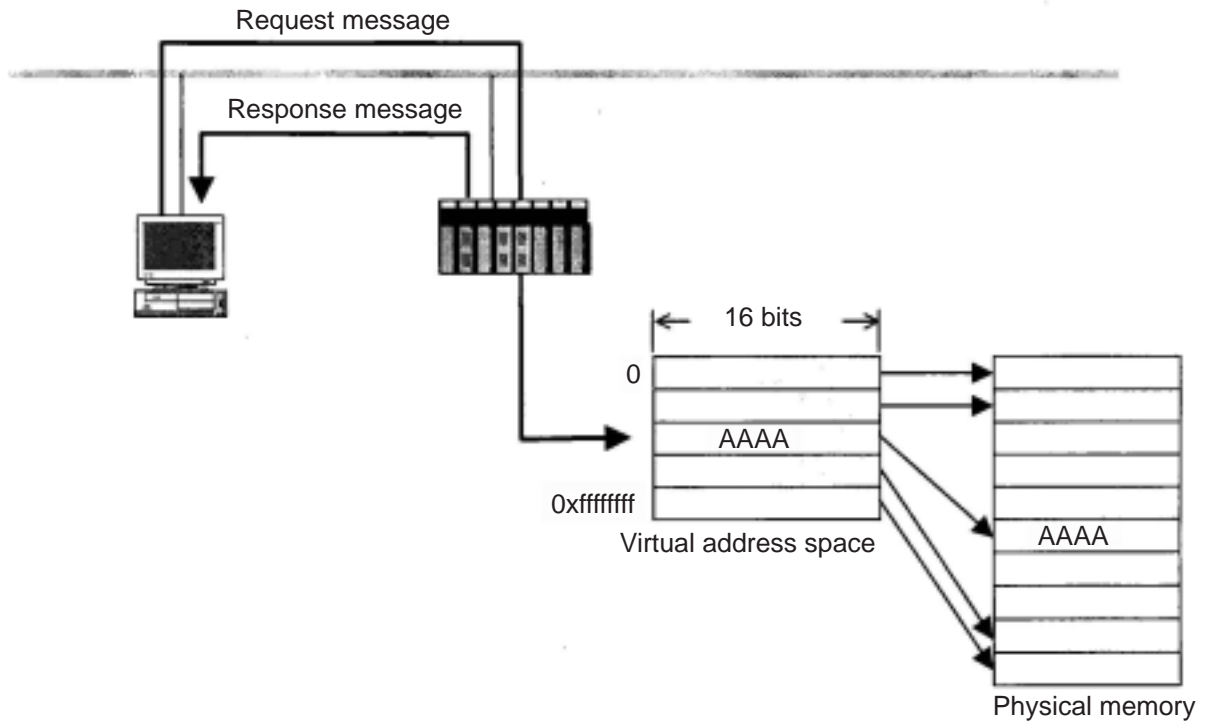 Request message
Response message
16 bits
0
AAAA
0xffffffff
Virtual address space
AAAA
Physical memory